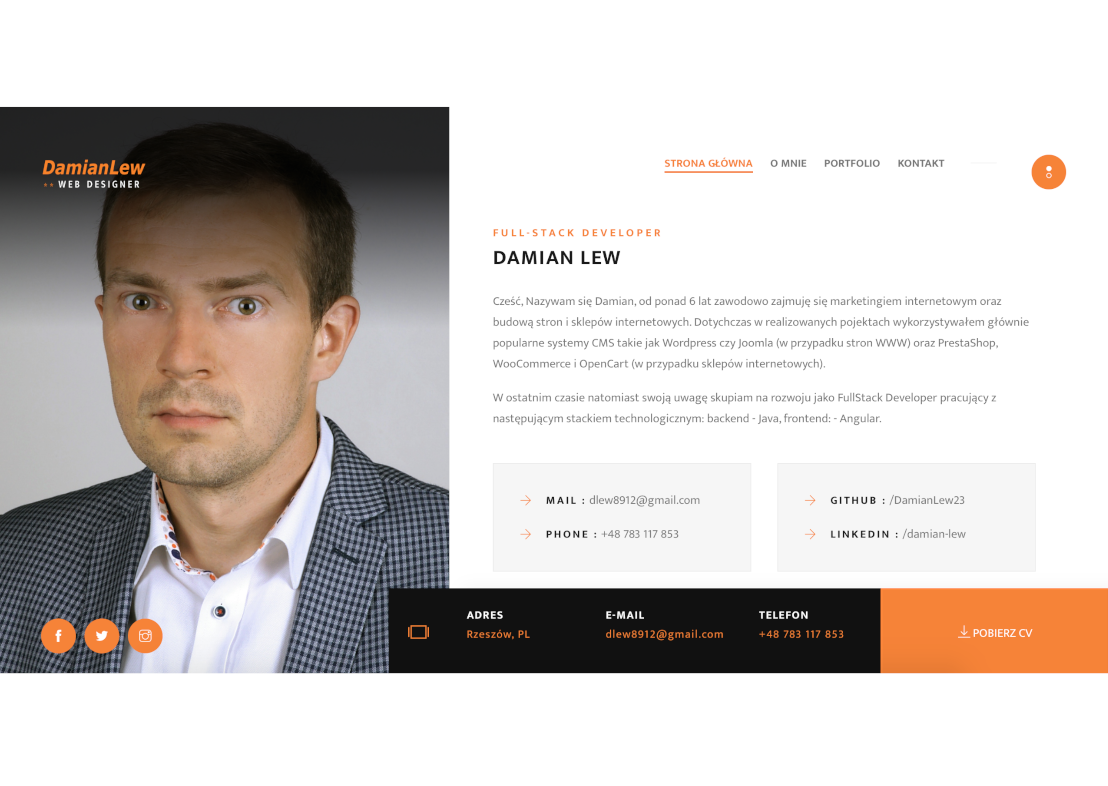 DamianLew
WEB DESIGNER
STRONA GŁÓWNA O MNIE PORTFOLIO KONTAKT
FULL-STACK DEVELOPER
DAMIAN LEW
Cześć, Nazywam się Damian, od ponad 6 lat zawodowo zajmuję się marketingiem internetowym oraz
budową stron i sklepów internetowych. Dotychczas w realizowanych pojektach wykorzystywałem głównie
popularne systemy CMS takie jak Wordpress czy Joomla (w przypadku stron WWW) oraz PrestaShop,
WooCommerce i OpenCart (w przypadku sklepów internetowych).
W ostatnim czasie natomiast swoją uwagę skupiam na rozwoju jako FullStack Developer pracujący z
następującym stackiem technologicznym: backend - Java, frontend: - Angular.
MAIL : dlew8912@gmail.com
PHONE : +48 783 117 853
GITHUB : /DamianLew23
LINKEDIN : /damian-lew
ADRES
Rzeszów, PL
E-MAIL
dlew8912@gmail.com
TELEFON
+48 783 117 853
POBIERZ CV